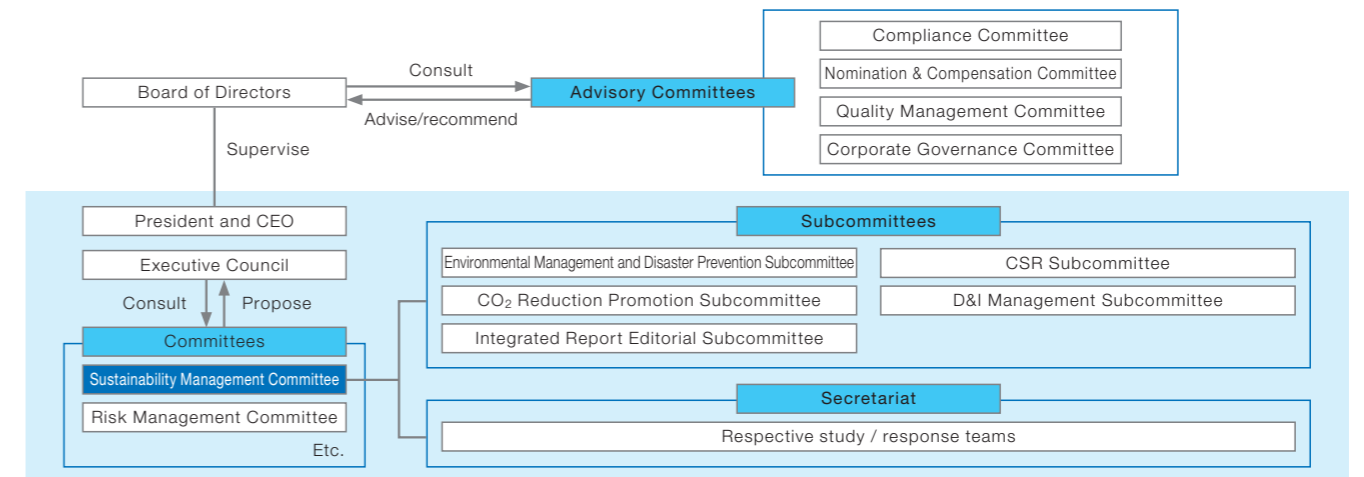 Compliance Committee
Consult
Nomination & Compensation Committee
Board of Directors
Advisory Committees
Advise/recommend
Quality Management Committee
Supervise
Corporate Governance Committee
President and CEO
Subcommittees
Executive Council
Environmental Management and Disaster Prevention Subcommittee
CSR Subcommittee
Consult
Propose
CO₂ Reduction Promotion Subcommittee
D&I Management Subcommittee
Committees
Integrated Report Editorial Subcommittee
Sustainability Management Committee
Secretariat
Risk Management Committee
Respective study / response teams
Etc.